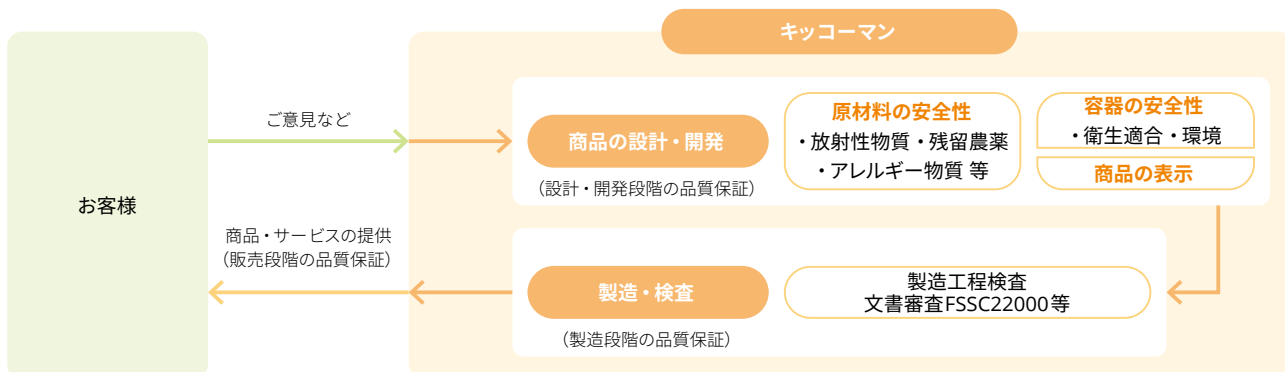 キッコーマン
お客様
ご意見など
商品の設計・開発
(設計・開発段階の品質保証)
原材料の安全性
・放射性物質・残留農薬
・アレルギー物質 等
容器の安全性
・衛生適合・環境
商品の表示
商品・サービスの提供
(販売段階の品質保証)
製造・検査
(製造段階の品質保証)
製造工程検査
文書審査FSSC22000等